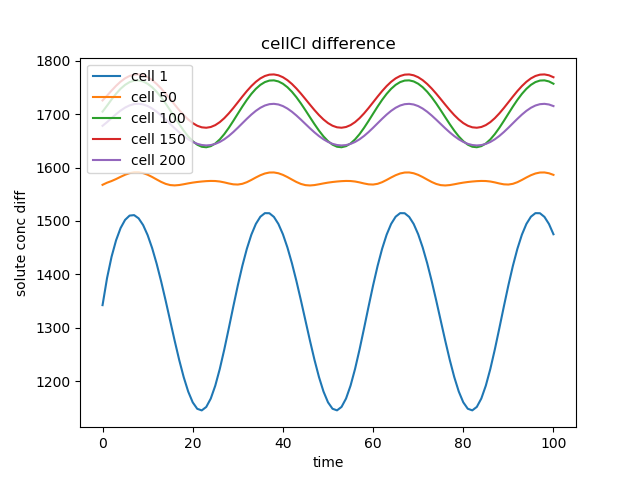 cellCl difference
1800
1700
1600
1500
1400
1300
1200
solute conc diff
cell 1
cell 50
cell 100
cell 150
cell 200
0 20 40 60 80 100
time